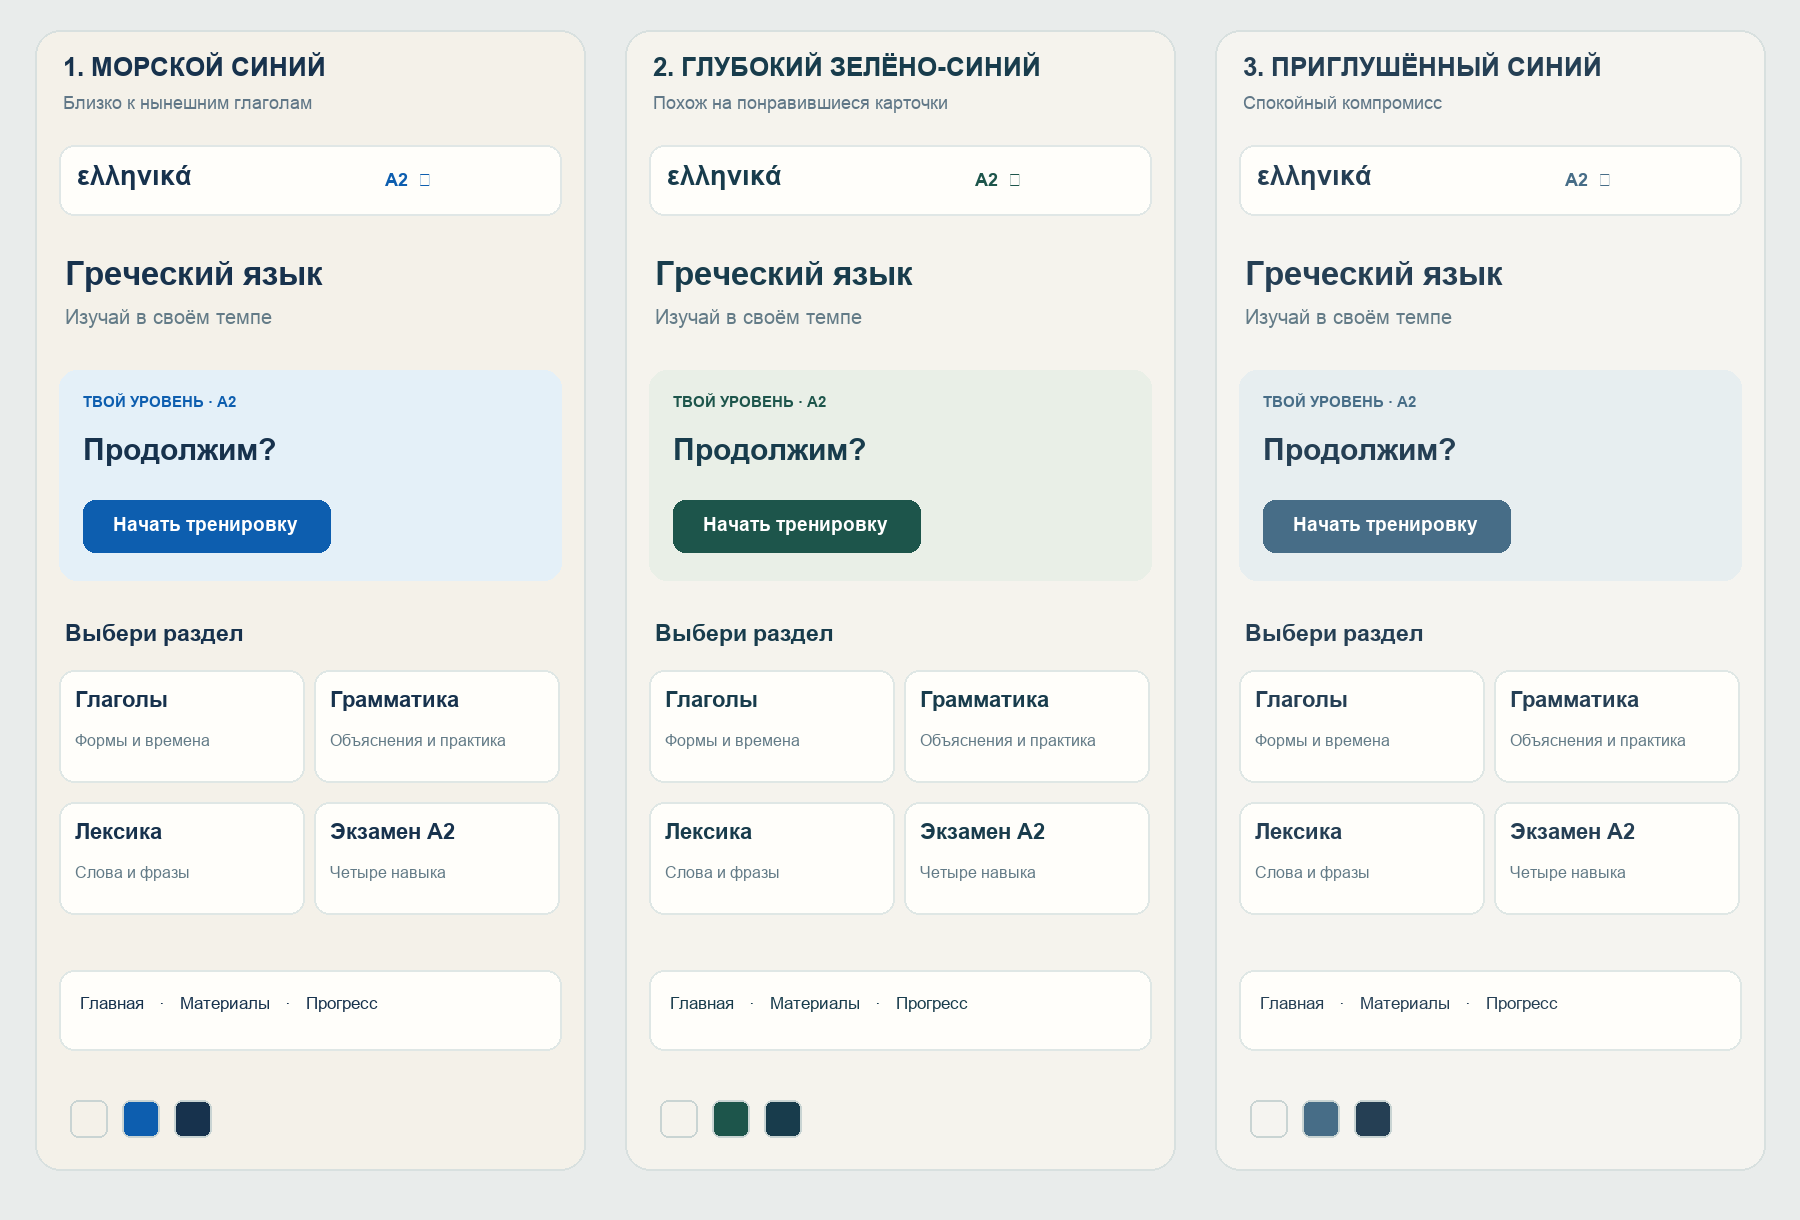 1. МОРСКОЙ СИНИЙ
Близко к нынешним глаголам
ελληνικά
A2 □
Греческий язык
Изучай в своём темпе
ТВОЙ УРОВЕНЬ · A2
Продолжим?
Начать тренировку
Выбери раздел
Глаголы
Формы и времена
Грамматика
Объяснения и практика
Лексика
Слова и фразы
Экзамен A2
Четыре навыка
Главная · Материалы · Прогресс
2. ГЛУБОКИЙ ЗЕЛЁНО-СИНИЙ
Похож на понравившиеся карточки
ελληνικά
A2 □
Греческий язык
Изучай в своём темпе
ТВОЙ УРОВЕНЬ · A2
Продолжим?
Начать тренировку
Выбери раздел
Глаголы
Формы и времена
Грамматика
Объяснения и практика
Лексика
Слова и фразы
Экзамен A2
Четыре навыка
Главная · Материалы · Прогресс
3. ПРИГЛУШЁННЫЙ СИНИЙ
Спокойный компромисс
ελληνικά
A2 □
Греческий язык
Изучай в своём темпе
ТВОЙ УРОВЕНЬ · A2
Продолжим?
Начать тренировку
Выбери раздел
Глаголы
Формы и времена
Грамматика
Объяснения и практика
Лексика
Слова и фразы
Экзамен A2
Четыре навыка
Главная · Материалы · Прогресс